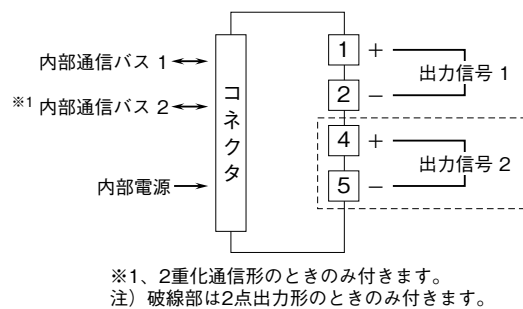 内部通信バス 1
※1 内部通信バス 2
内部電源
コネクタ
1 +
2 −
出力信号 1
4 +
5 −
出力信号 2
※1、2重化通信形のときのみ付きます。
注）破線部は2点出力形のときのみ付きます。